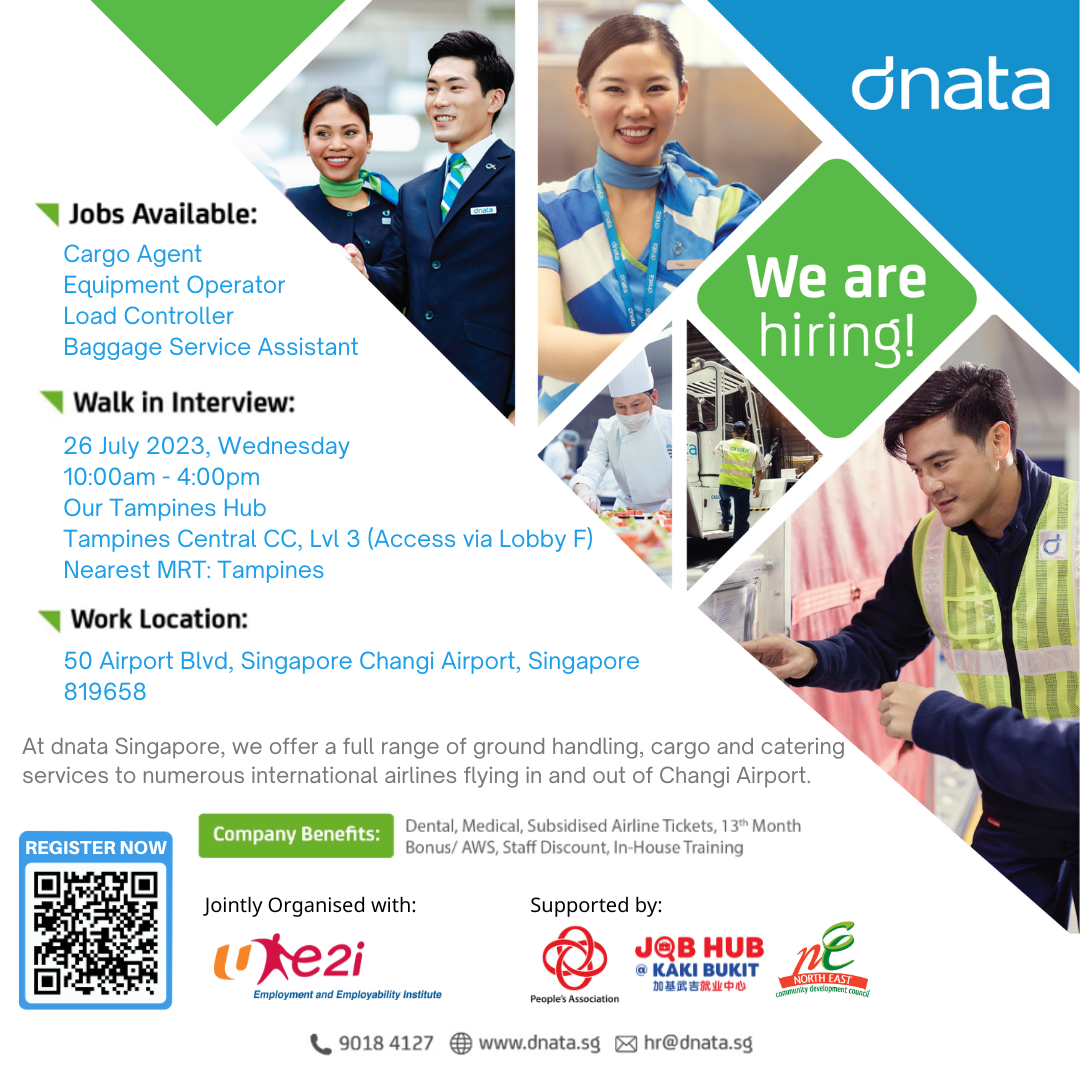 dnata
We are
hiring!
Jobs Available:
Cargo Agent
Equipment Operator
Load Controller
Baggage Service Assistant
Walk in Interview:
26 July 2023, Wednesday
10:00am - 4:00pm
Our Tampines Hub
Tampines Central CC, Lvl 3 (Access via Lobby F)
Nearest MRT: Tampines
Work Location:
50 Airport Blvd, Singapore Changi Airport, Singapore
819658
At dnata Singapore, we offer a full range of ground handling, cargo and catering
services to numerous international airlines flying in and out of Changi Airport.
REGISTER NOW
Company Benefits:
Dental, Medical, Subsidised Airline Tickets, 13th Month
Bonus/ AWS, Staff Discount, In-House Training
Jointly Organised with:
U e2i
Employment and Employability Institute
Supported by:
People's Association
JOB HUB
@ KAKI BUKIT
加基武吉就业中心
nE
NORTH EAST
community development council
9018 4127 www.dnata.sg hr@dnata.sg
dnata
dnata
dnata